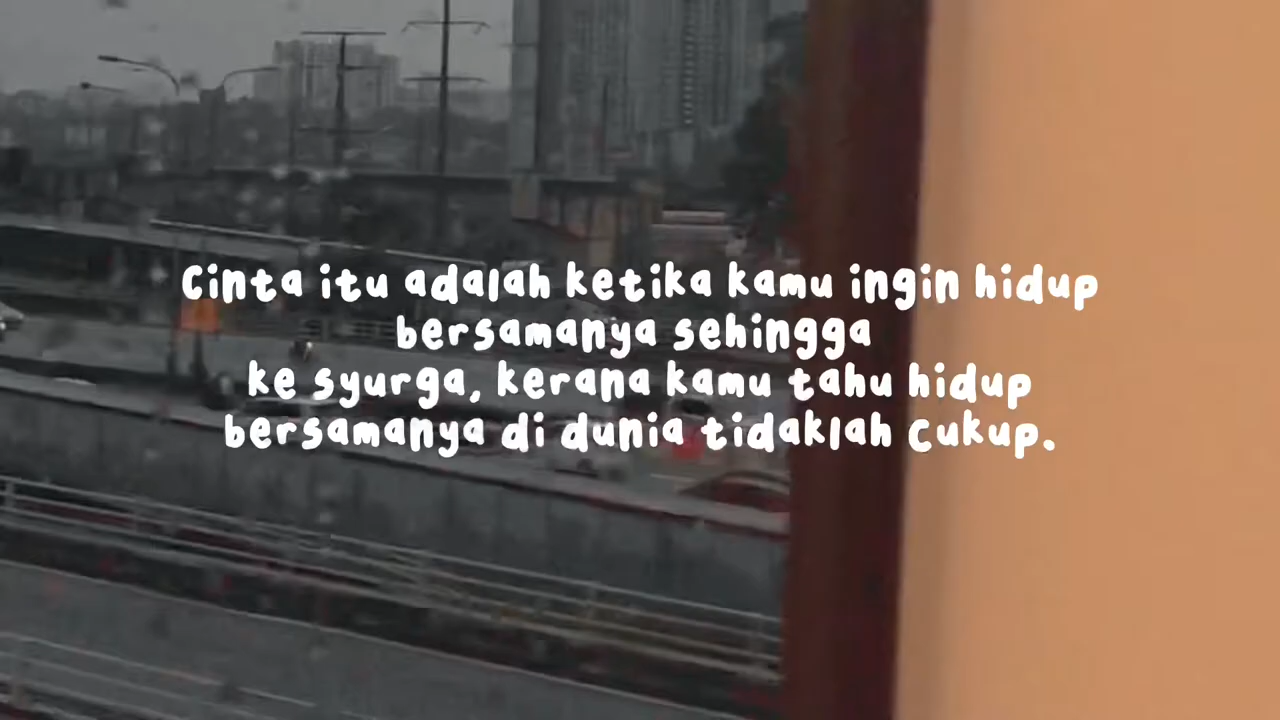 Cinta itu adalah ketika kamu ingin hidup
bersamanya sehingga
ke syurga, kerana kamu tahu hidup
bersamanya di dunia tidaklah cukup.